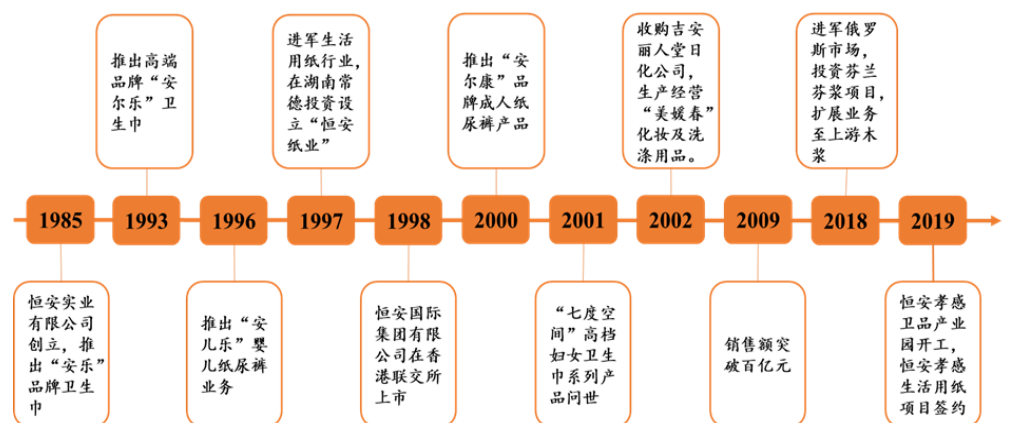 推出高端
品牌“安
尔乐”卫
生巾
进军生活
用纸行业，
在湖南常
德投资设
立“恒安
纸业”
推出“安
尔康”品
牌成人纸
尿裤产品
收购吉安
丽人堂日
化公司，
生产经营
“美媛春”
化妆及洗
涤用品。
进军俄罗
斯市场，
投资芬兰
芬浆项目，
扩展业务
至上游木
浆
1985
1993
1996
1997
1998
2000
2001
2002
2009
2018
2019
恒安实业
有限公司
创立，推
出“安乐”
品牌卫生
巾
推出“安
儿乐”婴
儿纸尿裤
业务
恒安国际
集团有限
公司在香
港联交所
上市
“七度空
间”高档
妇女卫生
巾系列产
品问世
销售额突
破百亿元
恒安孝感
卫品产业
园开工，
恒安孝感
生活用纸
项目签约